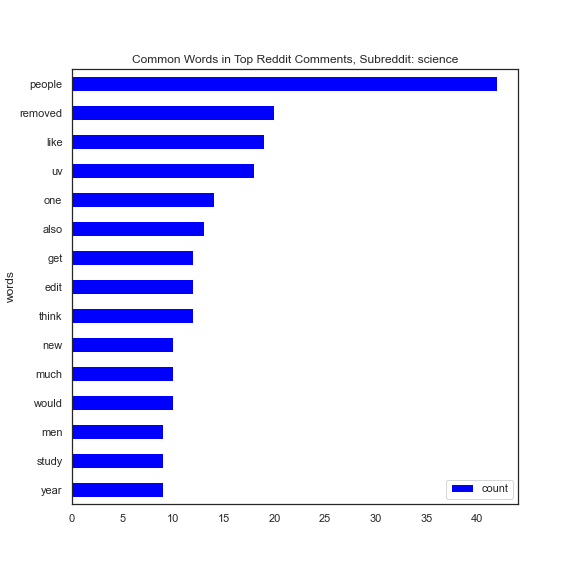 Common Words in Top Reddit Comments, Subreddit: science
people
removed
like
uv
one
also
get
edit
think
new
much
would
men
study
year
words
count
0 5 10 15 20 25 30 35 40